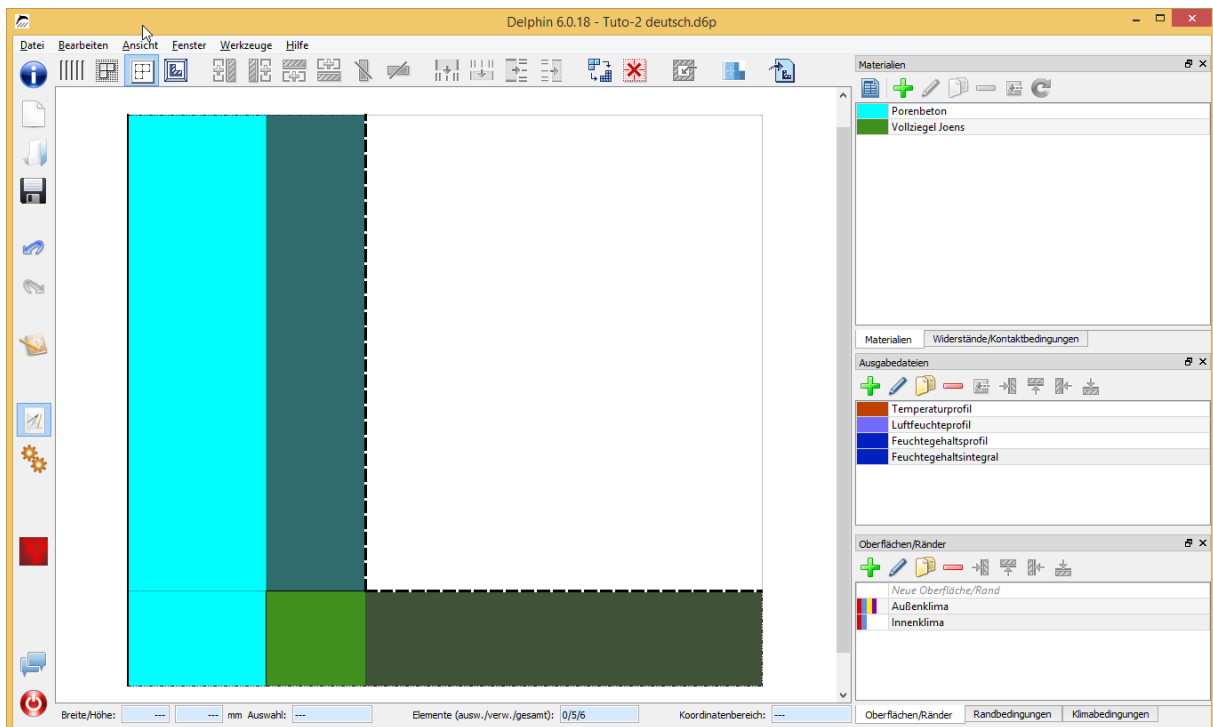 Delphin 6.0.18 - Tuto-2 deutsch.d6p
Datei Bearbeiten Ansicht Fenster Werkzeuge Hilfe
Materialien
Porenbeton
Vollziegel Joens
Materialien Widerstände/Kontaktbedingungen
Ausgabedateien
Temperaturprofil
Luftfeuchteprofil
Feuchtegehaltsprofil
Feuchtegehaltsintegral
Oberflächen/Ränder
Neue Oberfläche/Rand
Außenklima
Innenklima
Oberflächen/Ränder Randbedingungen Klimabedingungen
Breite/Höhe: --- --- mm Auswahl: --- Elemente (ausw./verw./gesamt): 0/5/6 Koordinatenbereich: ---